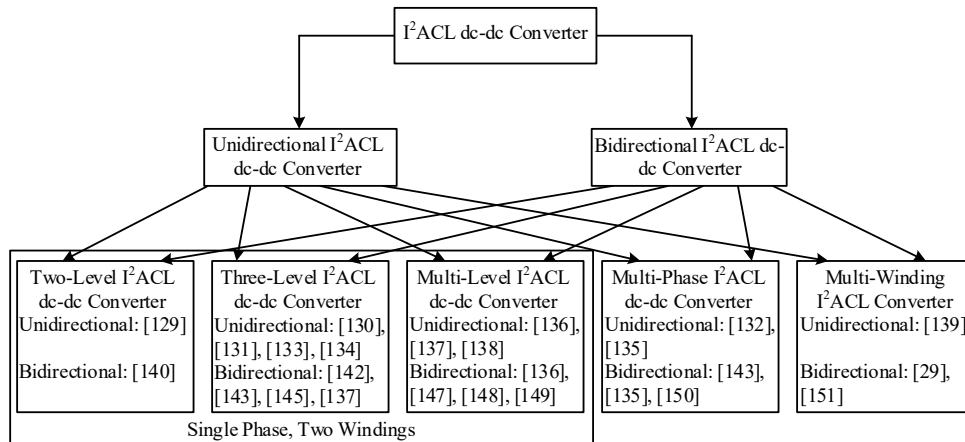 I²ACL dc-dc Converter
Unidirectional I²ACL
dc-dc Converter
Bidirectional I²ACL dc-
dc Converter
Two-Level I²ACL
dc-dc Converter
Unidirectional: [129]
Bidirectional: [140]
Three-Level I²ACL
dc-dc Converter
Unidirectional: [130],
[131], [133], [134]
Bidirectional: [142],
[143], [145], [137]
Multi-Level I²ACL
dc-dc Converter
Unidirectional: [136],
[137], [138]
Bidirectional: [136],
[147], [148], [149]
Multi-Phase I²ACL
dc-dc Converter
Unidirectional: [132],
[135]
Bidirectional: [143],
[135], [150]
Multi-Winding
I²ACL Converter
Unidirectional: [139]
Bidirectional: [29],
[151]
Single Phase, Two Windings